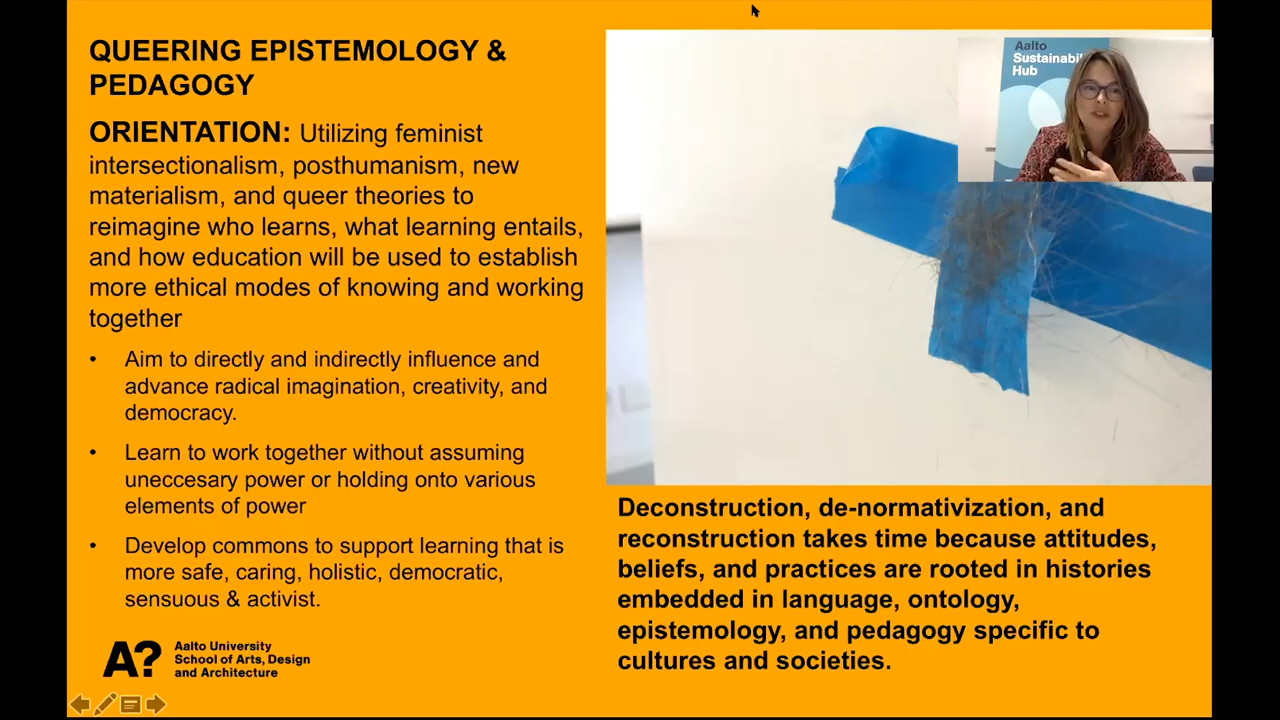 QUEERING EPISTEMOLOGY &
PEDAGOGY
ORIENTATION: Utilizing feminist
intersectionalism, posthumanism, new
materialism, and queer theories to
reimagine who learns, what learning entails,
and how education will be used to establish
more ethical modes of knowing and working
together
• Aim to directly and indirectly influence and
advance radical imagination, creativity, and
democracy.
• Learn to work together without assuming
uneccesary power or holding onto various
elements of power
• Develop commons to support learning that is
more safe, caring, holistic, democratic,
sensuous & activist.
A?
Aalto University
School of Arts, Design
and Architecture
Aalto
Sustainabil
Hub
Deconstruction, de-normativization, and
reconstruction takes time because attitudes,
beliefs, and practices are rooted in histories
embedded in language, ontology,
epistemology, and pedagogy specific to
cultures and societies.